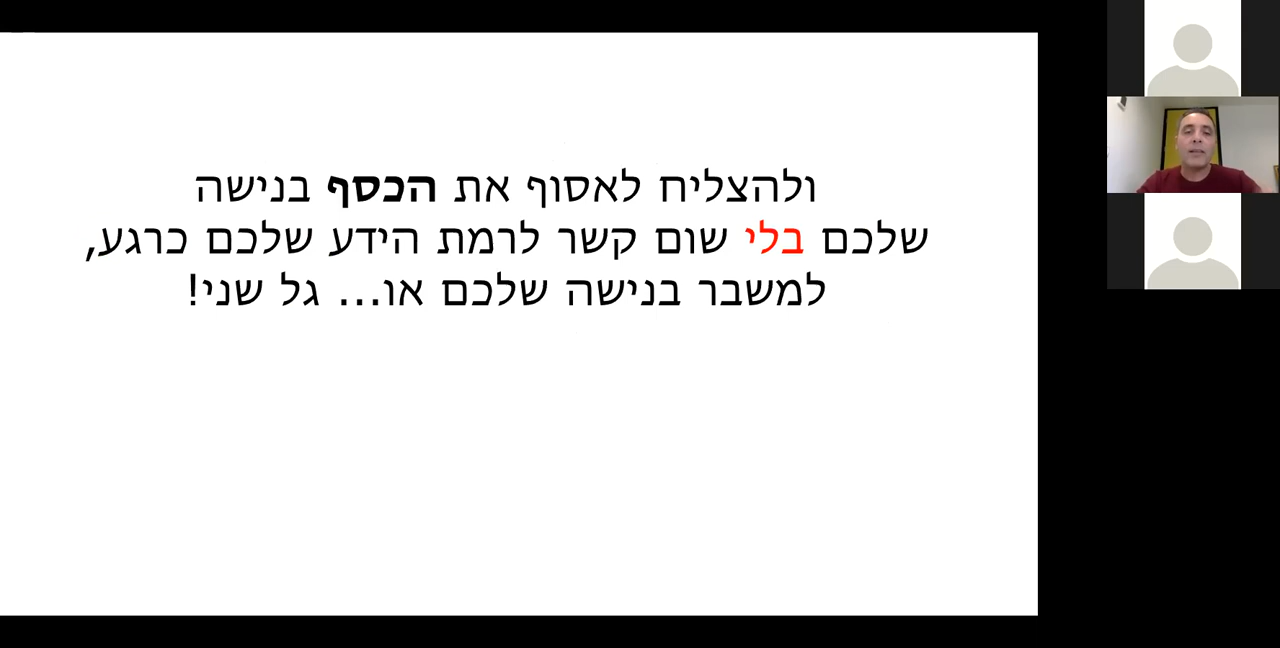 ולהצליח לאסוף את הכסף בנישה
שלכם בלי שום קשר לרמת הידע שלכם כרגע,
למשבר בנישה שלכם או... גל שני!